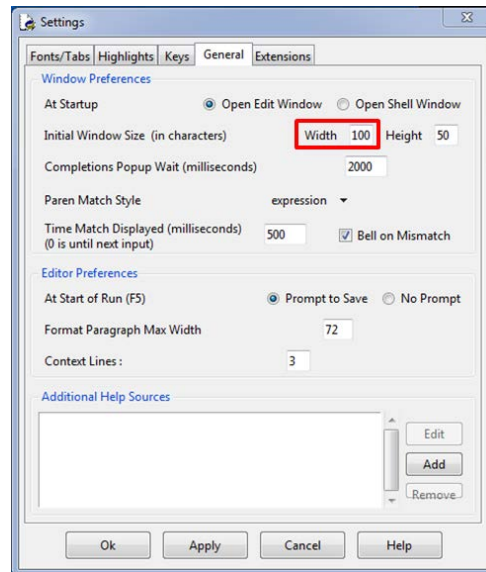 Settings
Fonts/Tabs Highlights Keys General Extensions
Window Preferences
At Startup Open Edit Window Open Shell Window
Initial Window Size (in characters) Width 100 Height 50
Completions Popup Wait (milliseconds) 2000
Paren Match Style expression
Time Match Displayed (milliseconds)
(0 is until next input) 500 Bell on Mismatch
Editor Preferences
At Start of Run (F5) Prompt to Save No Prompt
Format Paragraph Max Width 72
Context Lines : 3
Additional Help Sources
Edit
Add
Remove
Ok Apply Cancel Help